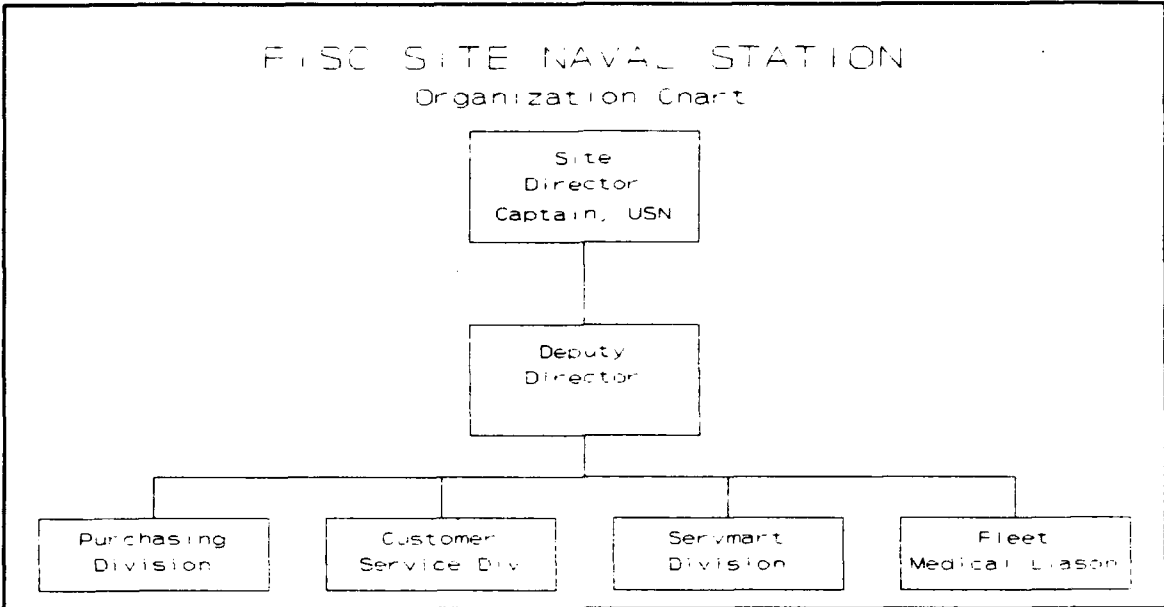 FISC SITE NAVAL STATION
Organization Chart
Site
Director
Captain, USN
Deputy
Director
Purchasing
Division
Customer
Service Div
Servmart
Division
Fleet
Medical Liason